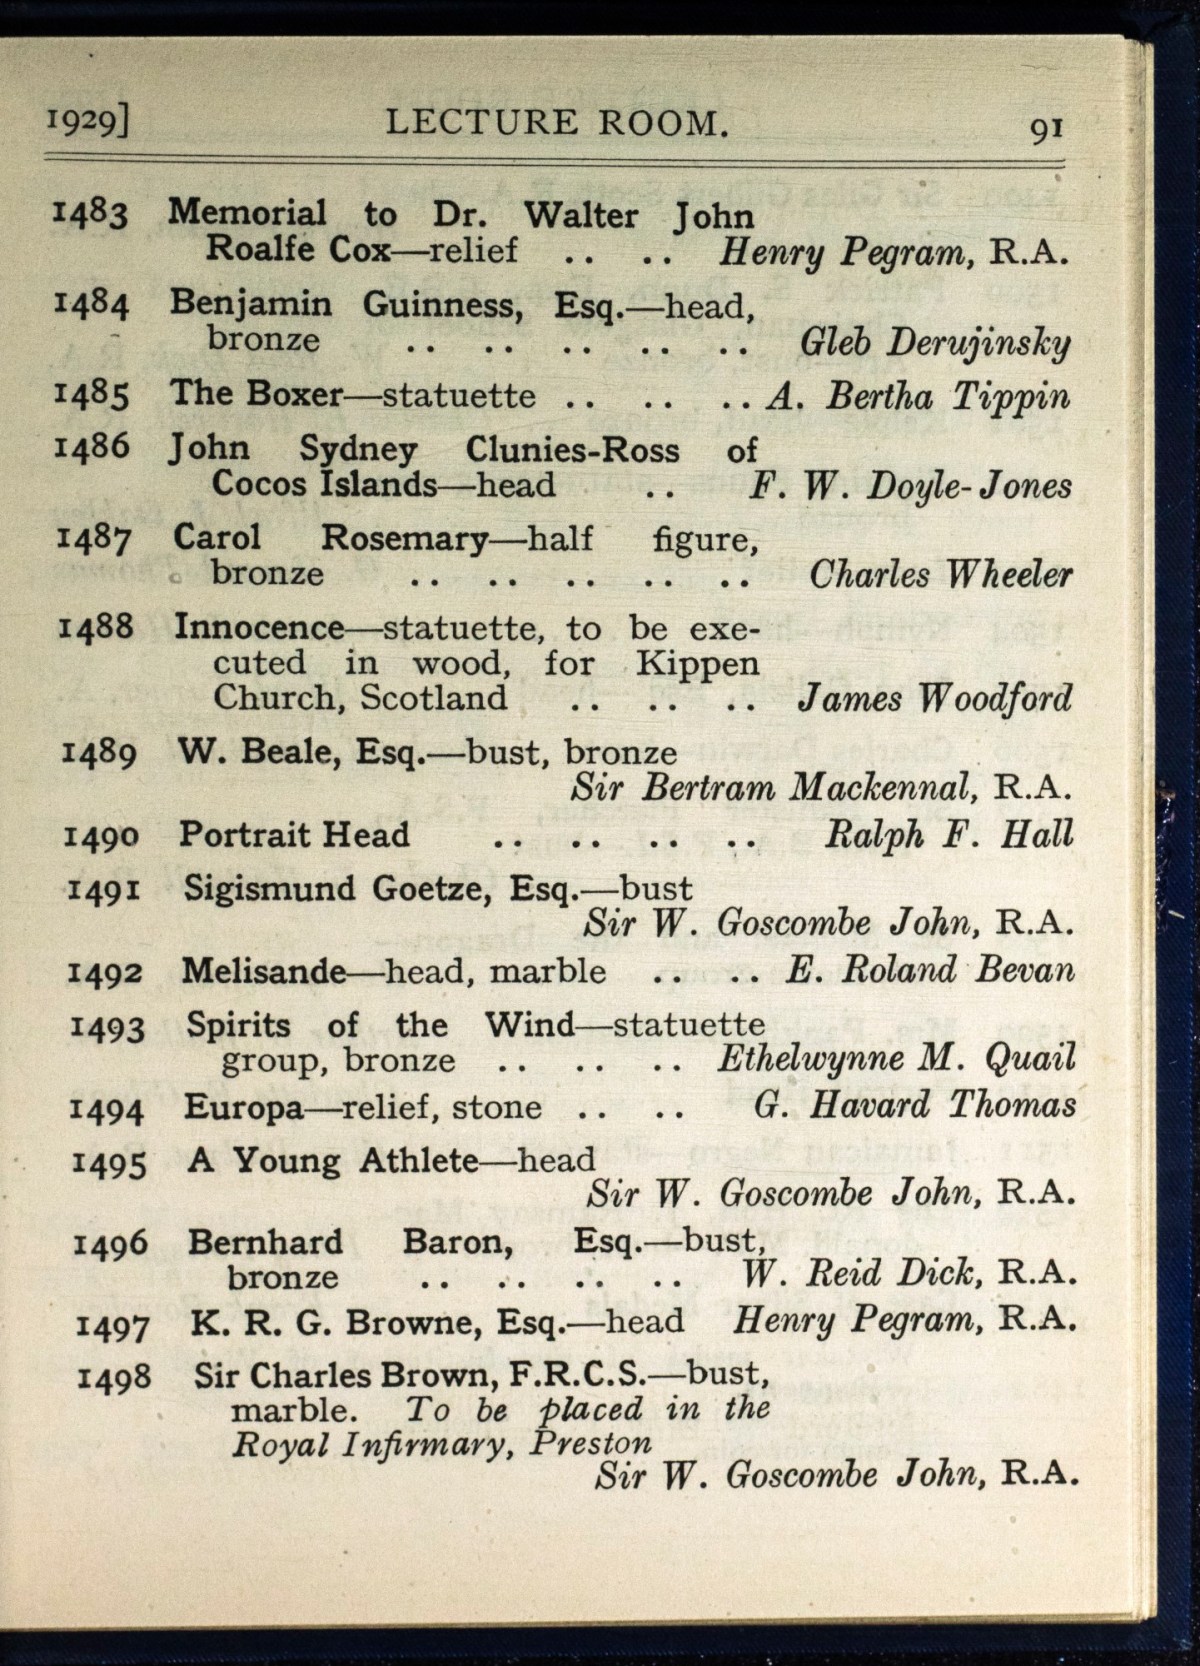 1929] LECTURE ROOM. 91
1483 Memorial to Dr. Walter John
Roalfe Cox—relief .. .. Henry Pegram, R.A.
1484 Benjamin Guinness, Esq.—head,
bronze .. .. .. .. .. Gleb Derujinsky
1485 The Boxer—statuette .. .. .. A. Bertha Tippin
1486 John Sydney Clunies-Ross of
Cocos Islands—head .. F. W. Doyle-Jones
1487 Carol Rosemary—half figure,
bronze .. .. .. .. .. Charles Wheeler
1488 Innocence—statuette, to be exe-
cuted in wood, for Kippen
Church, Scotland .. .. .. James Woodford
1489 W. Beale, Esq.—bust, bronze
Sir Bertram Mackennal, R.A.
1490 Portrait Head .. .. .. .. Ralph F. Hall
1491 Sigismund Goetze, Esq.—bust
Sir W. Goscombe John, R.A.
1492 Melisande—head, marble .. .. E. Roland Bevan
1493 Spirits of the Wind—statuette
group, bronze .. .. .. Ethelwynne M. Quail
1494 Europa—relief, stone .. .. G. Havard Thomas
1495 A Young Athlete—head
Sir W. Goscombe John, R.A.
1496 Bernhard Baron, Esq.—bust,
bronze .. .. .. .. W. Reid Dick, R.A.
1497 K. R. G. Browne, Esq.—head Henry Pegram, R.A.
1498 Sir Charles Brown, F.R.C.S.—bust,
marble. To be placed in the
Royal Infirmary, Preston
Sir W. Goscombe John, R.A.